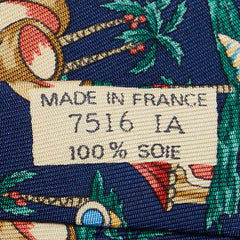 MADE IN FRANCE
7516 IA
100% SOIE